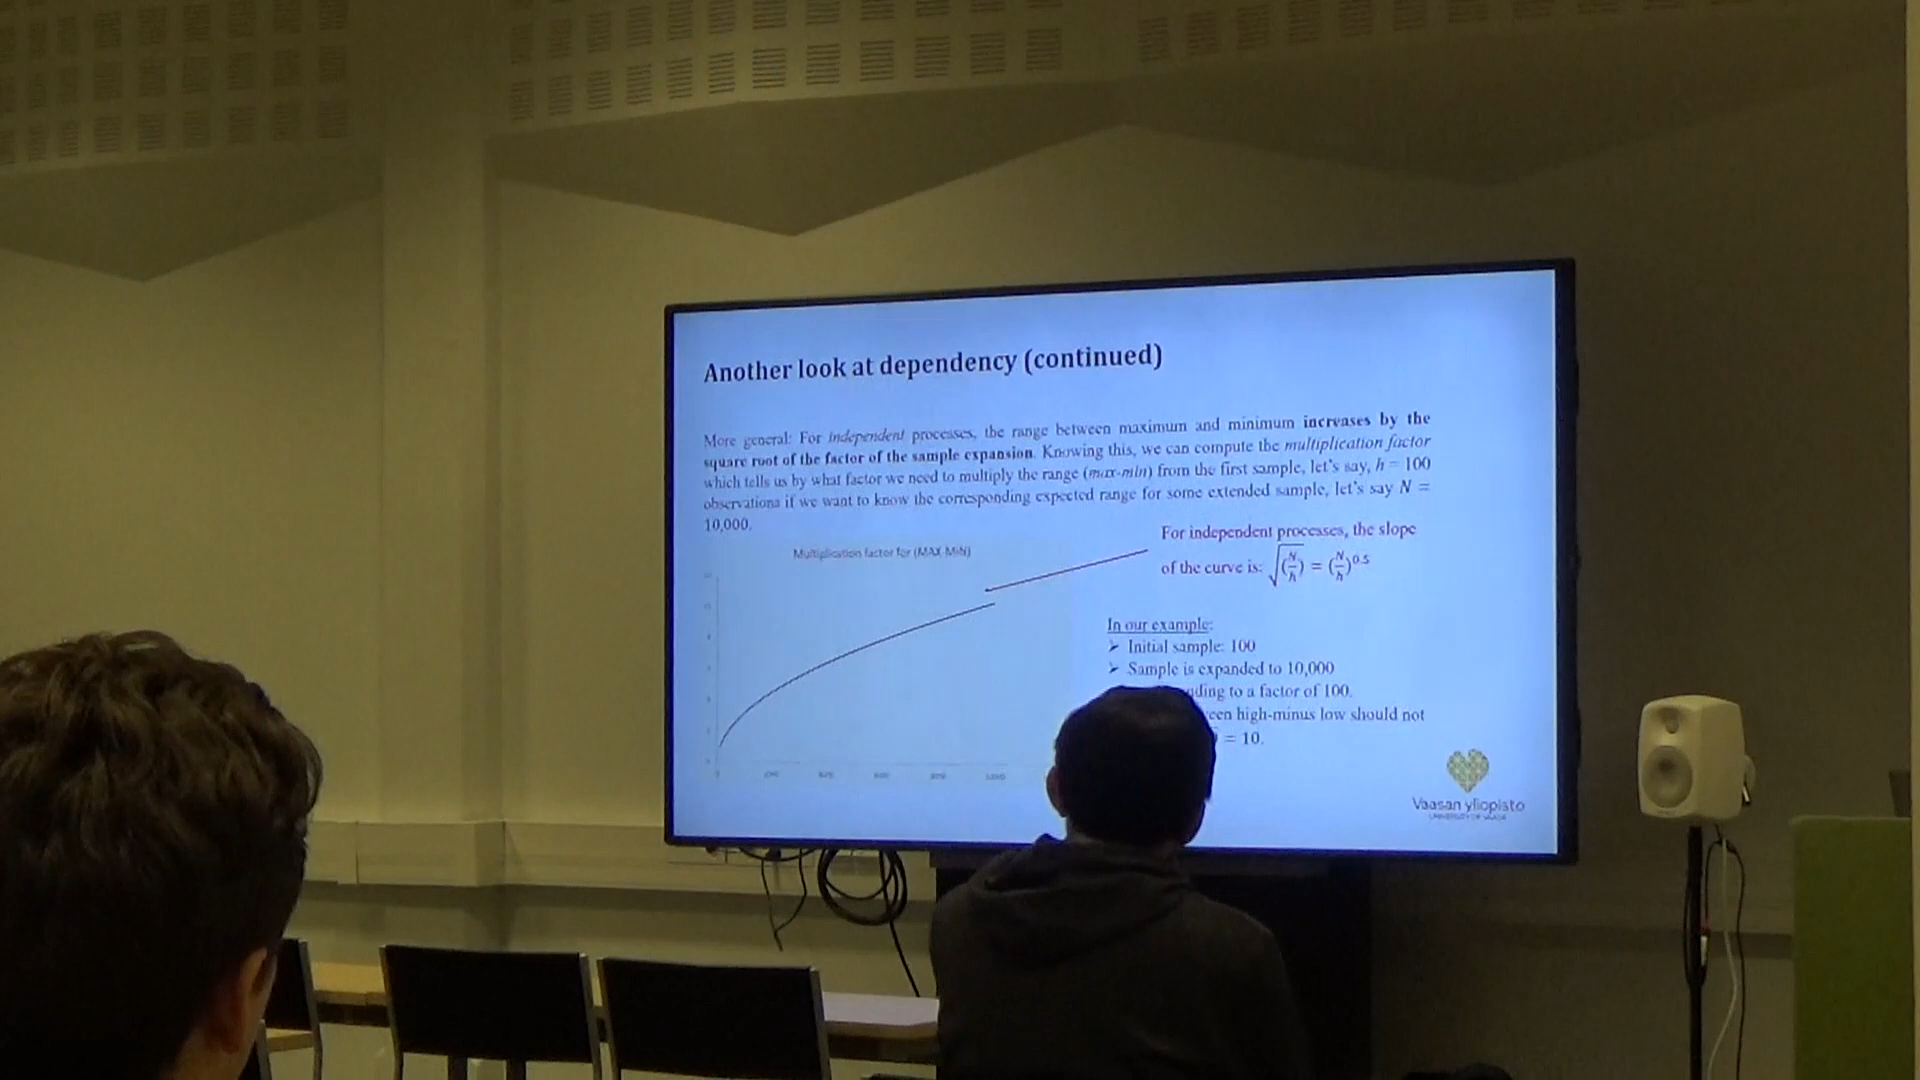 Another look at dependency (continued)
More general: For independent processes, the range between maximum and minimum increases by the
square root of the factor of the sample expansion. Knowing this, we can compute the multiplication factor
which tells us by what factor we need to multiply the range (max-min) from the first sample, let's say, h = 100
observations if we want to know the corresponding expected range for some extended sample, let's say N =
10,000.
Multiplication factor for (MAX-MIN)
For independent processes, the slope
of the curve is: √(N/h) = (N/h)^0.5
In our example:
➢ Initial sample: 100
➢ Sample is expanded to 10,000
to a factor of 100.
high-minus low should not
= 10.
Vaasan yliopisto
UNIVERSITY OF VAASA